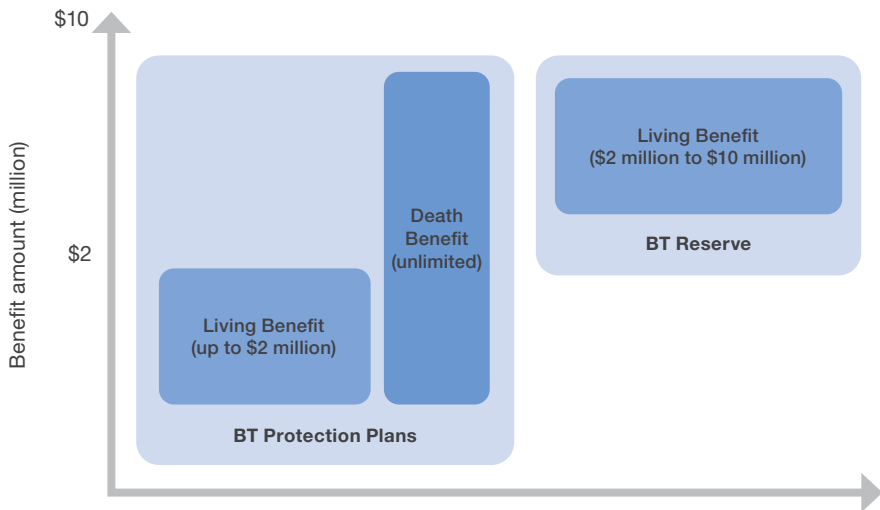 $10
Benefit amount (million)
$2
Living Benefit
(up to $2 million)
Death
Benefit
(unlimited)
BT Protection Plans
Living Benefit
($2 million to $10 million)
BT Reserve